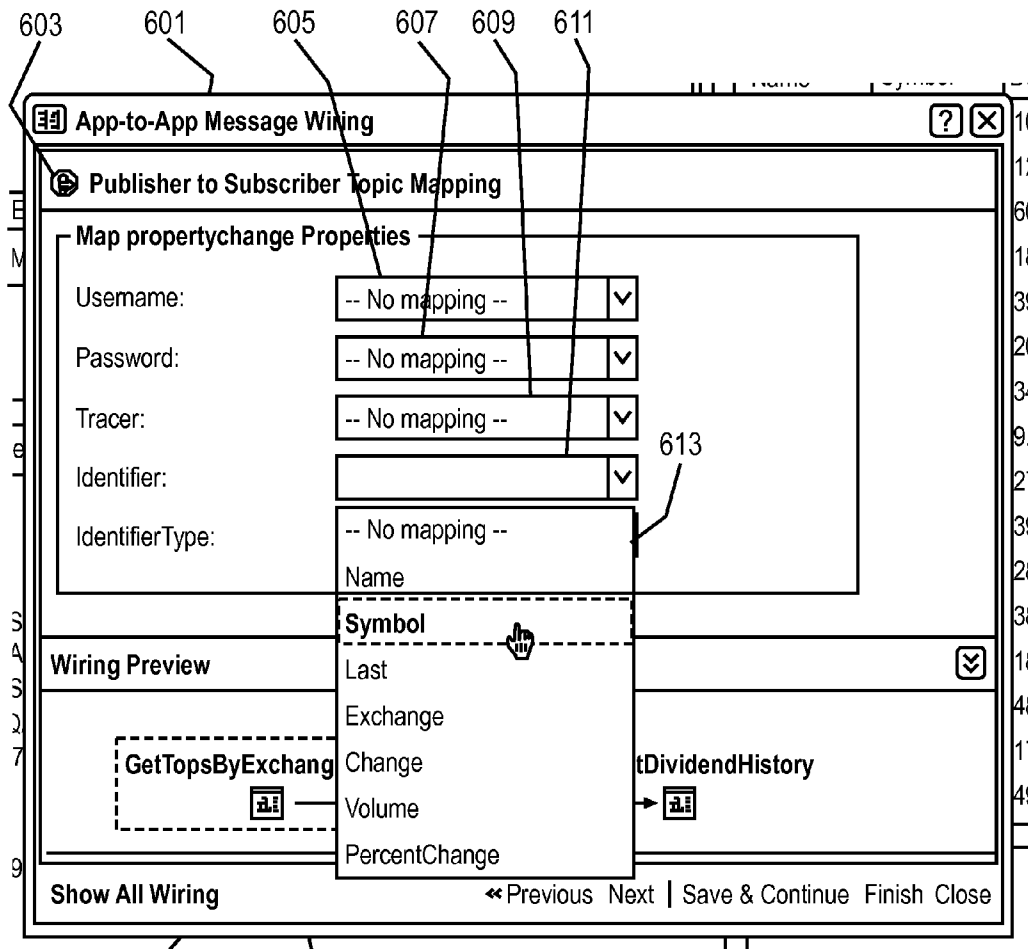 603 601 605 607 609 611
App-to-App Message Wiring
Publisher to Subscriber Topic Mapping
Map propertychange Properties
Username: -- No mapping --
Password: -- No mapping --
Tracer: -- No mapping --
613
Identifier:
IdentifierType: -- No mapping --
Name
Symbol
Wiring Preview
Last
Exchange
Change
GetTopsByExchang tDividendHistory
Volume
PercentChange
Show All Wiring «Previous Next | Save & Continue Finish Close